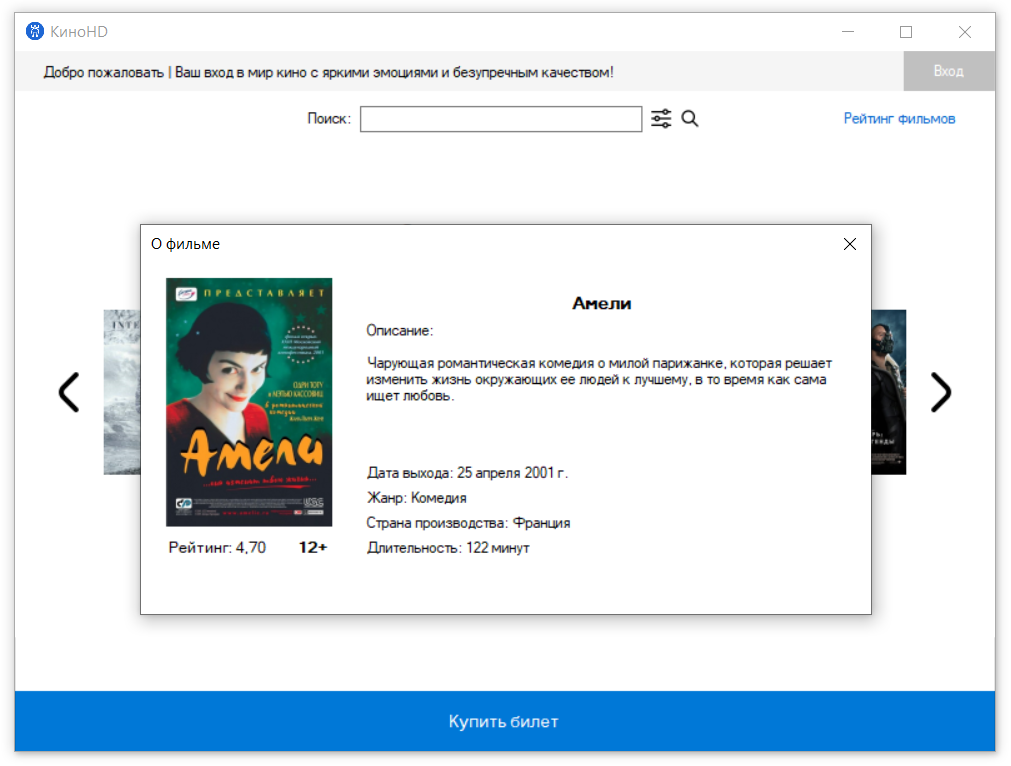 КиноHD
Добро пожаловать | Ваш вход в мир кино с яркими эмоциями и безупречным качеством!
Вход
Поиск:
Рейтинг фильмов
О фильме
ПРЕДСТАВЛЯЕТ
INTE
ОДРИ ТОТУ
и МАТЬЮ КАССОВИЦ
в романтической
комедии
Амели
Амели
Описание:
Чарующая романтическая комедия о милой парижанке, которая решает
изменить жизнь окружающих ее людей к лучшему, в то время как сама
ищет любовь.
Дата выхода: 25 апреля 2001 г.
Жанр: Комедия
Страна производства: Франция
Длительность: 122 минут
Рейтинг: 4,70
12+
Купить билет